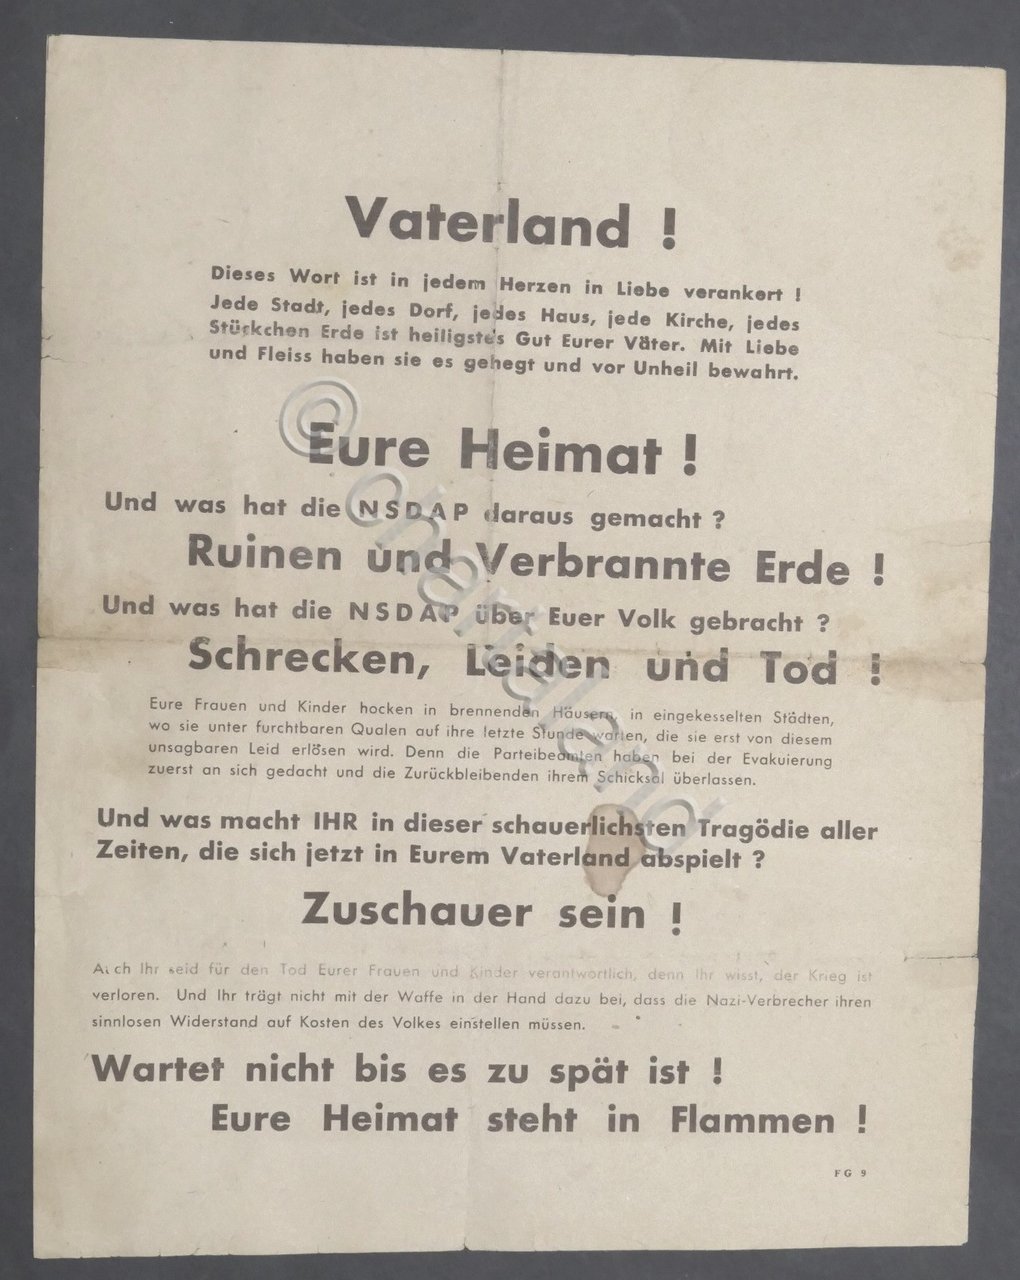 Vaterland !
Dieses Wort ist in jedem Herzen in Liebe verankert !
Jede Stadt, jedes Dorf, jedes Haus, jede Kirche, jedes
Stückchen Erde ist heiligstes Gut Eurer Väter. Mit Liebe
und Fleiss haben sie es gehegt und vor Unheil bewahrt.
Eure Heimat !
Und was hat die NSDAP daraus gemacht ?
Ruinen und Verbrannte Erde !
Und was hat die NSDAP über Euer Volk gebracht ?
Schrecken, Leiden und Tod !
Eure Frauen und Kinder hocken in brennenden Häusern, in eingekesselten Städten,
wo sie unter furchtbaren Qualen auf ihre letzte Stunde warten, die sie erst von diesem
unsagbaren Leid erlösen wird. Denn die Parteibeamten haben bei der Evakuierung
zuerst an sich gedacht und die Zurückbleibenden ihrem Schicksal überlassen.
Und was macht IHR in dieser schauerlichsten Tragödie aller
Zeiten, die sich jetzt in Eurem Vaterland abspielt ?
Zuschauer sein !
Auch Ihr seid für den Tod Eurer Frauen und Kinder verantwortlich, denn Ihr wisst, der Krieg ist
verloren. Und Ihr trägt nicht mit der Waffe in der Hand dazu bei, dass die Nazi-Verbrecher ihren
sinnlosen Widerstand auf Kosten des Volkes einstellen müssen.
Wartet nicht bis es zu spät ist !
Eure Heimat steht in Flammen !
FG 9
© chartaland